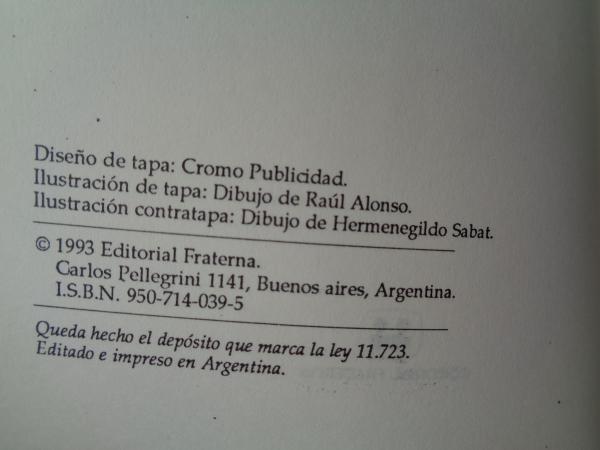 Diseño de tapa: Cromo Publicidad.
Ilustración de tapa: Dibujo de Raúl Alonso.
Ilustración contratapa: Dibujo de Hermenegildo Sabat.
© 1993 Editorial Fraterna.
Carlos Pellegrini 1141, Buenos aires, Argentina.
I.S.B.N. 950-714-039-5
Queda hecho el depósito que marca la ley 11.723.
Editado e impreso en Argentina.